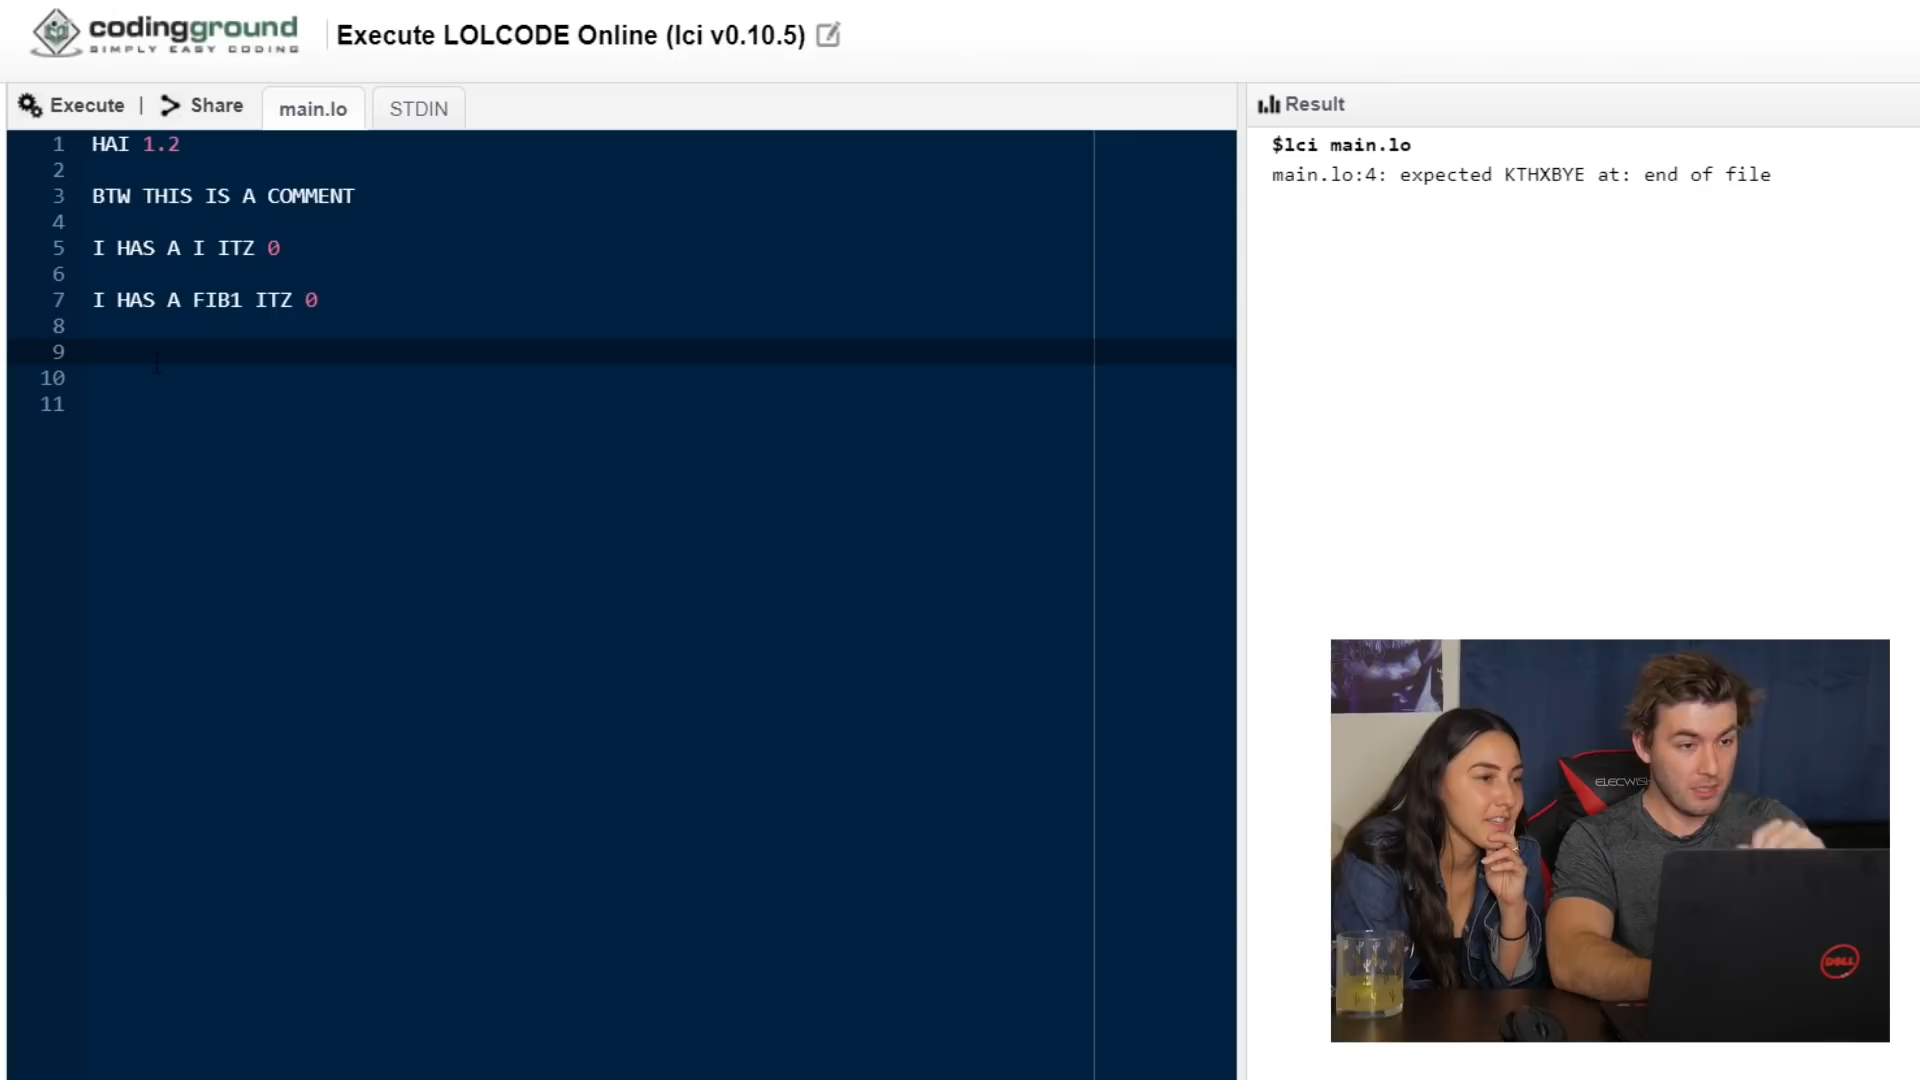 codingground
SIMPLY EASY CODING
Execute LOLCODE Online (lci v0.10.5)
Execute | Share main.lo STDIN
Result
1 HAI 1.2
2
3 BTW THIS IS A COMMENT
4
5 I HAS A I ITZ 0
6
7 I HAS A FIB1 ITZ 0
8
9
10
11
$lci main.lo
main.lo:4: expected KTHXBYE at: end of file
ELECWISH
DELL